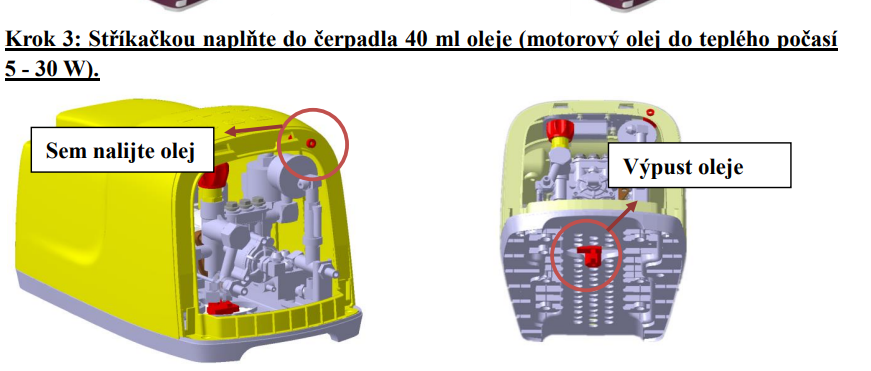 Krok 3: Stříkačkou naplňte do čerpadla 40 ml oleje (motorový olej do teplého počasí
5 - 30 W).
Sem nalijte olej
Výpust oleje